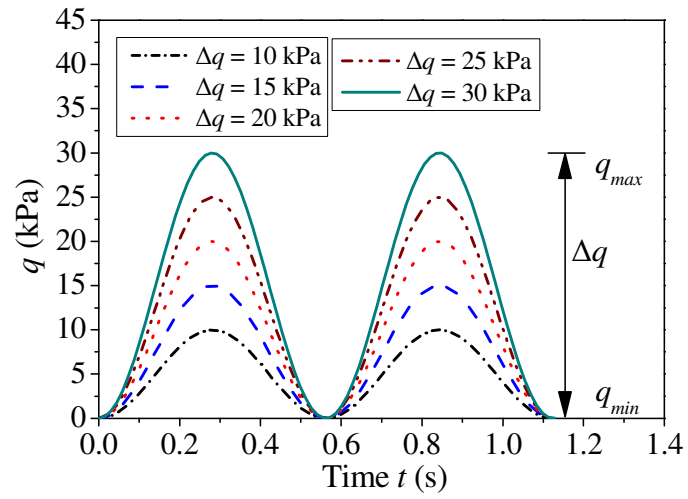 45
40
35
30
25
20
15
10
5
0
q (kPa)
Δq = 10 kPa
Δq = 15 kPa
Δq = 20 kPa
Δq = 25 kPa
Δq = 30 kPa
q_max
Δq
q_min
0.0 0.2 0.4 0.6 0.8 1.0 1.2 1.4
Time t (s)